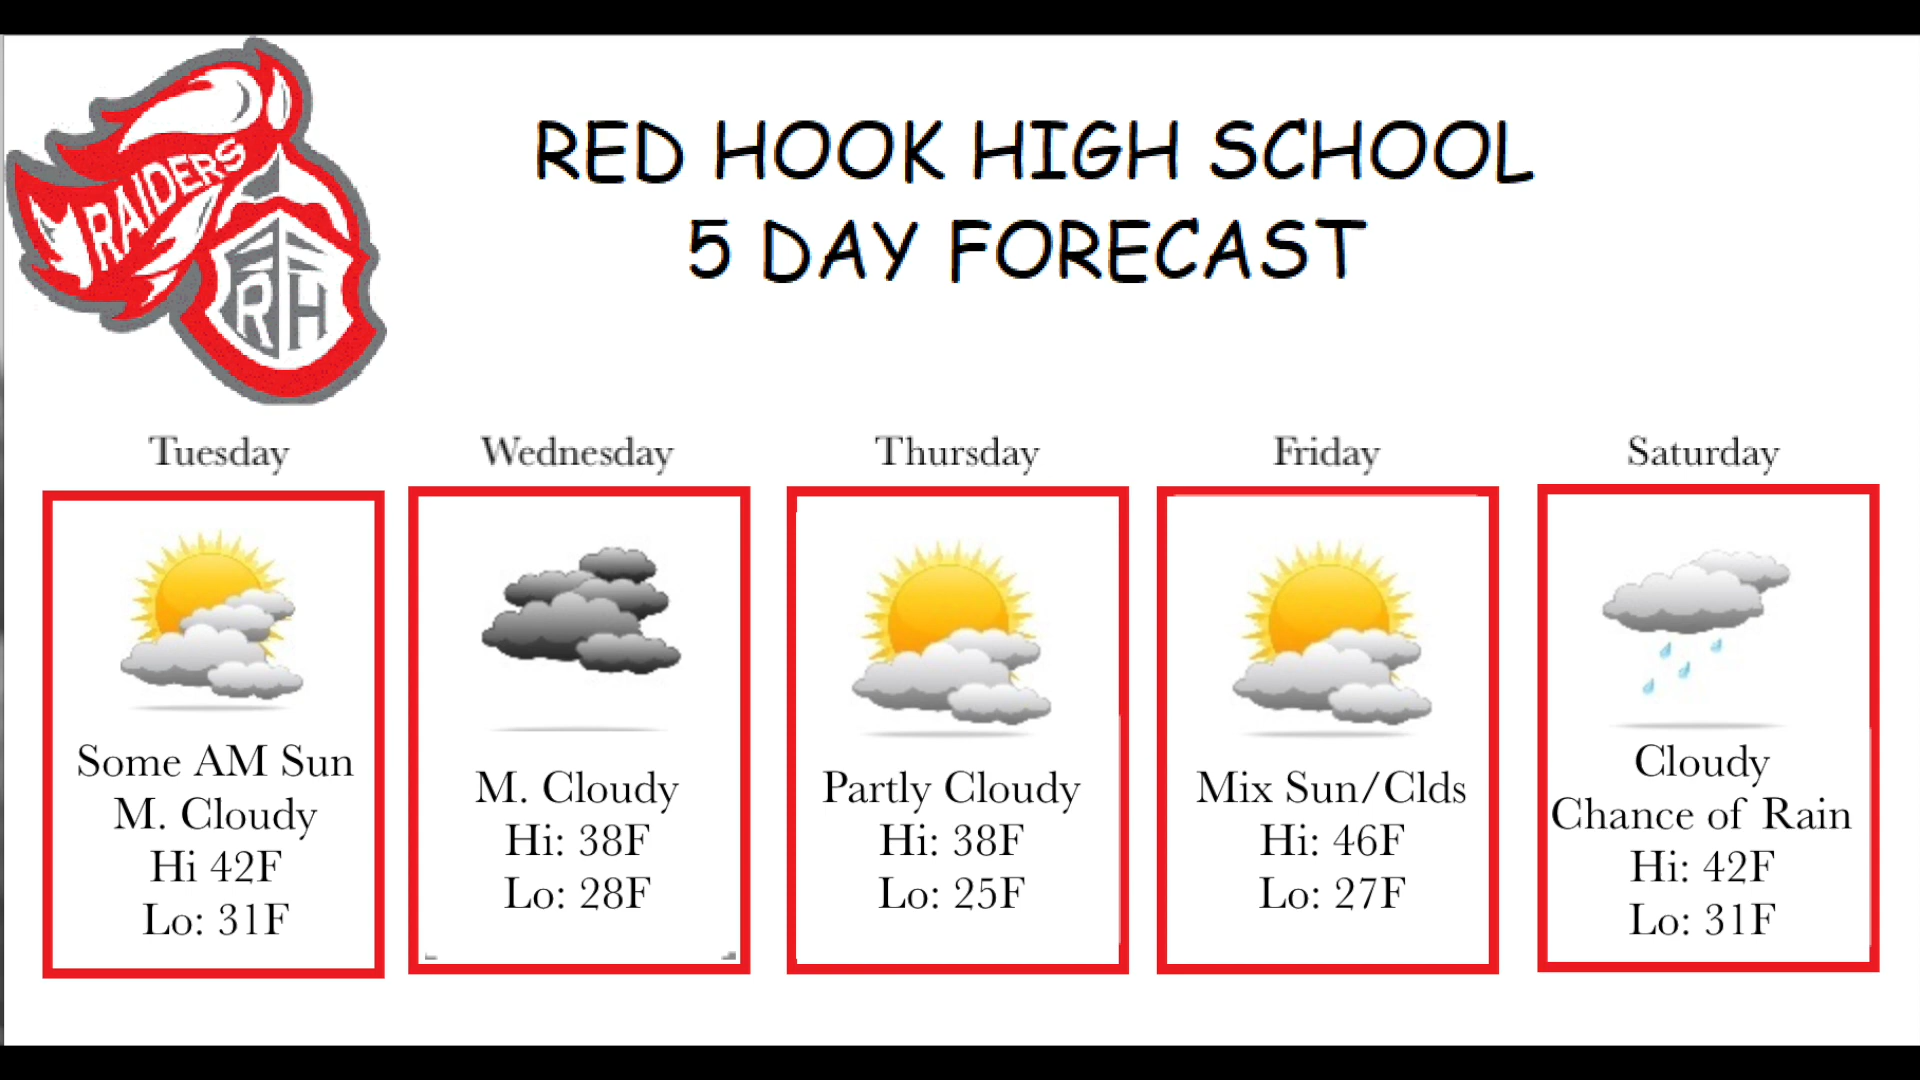 RAIDERS
RH
RED HOOK HIGH SCHOOL
5 DAY FORECAST
Tuesday
Some AM Sun
M. Cloudy
Hi 42F
Lo: 31F
Wednesday
M. Cloudy
Hi: 38F
Lo: 28F
Thursday
Partly Cloudy
Hi: 38F
Lo: 25F
Friday
Mix Sun/Clds
Hi: 46F
Lo: 27F
Saturday
Cloudy
Chance of Rain
Hi: 42F
Lo: 31F